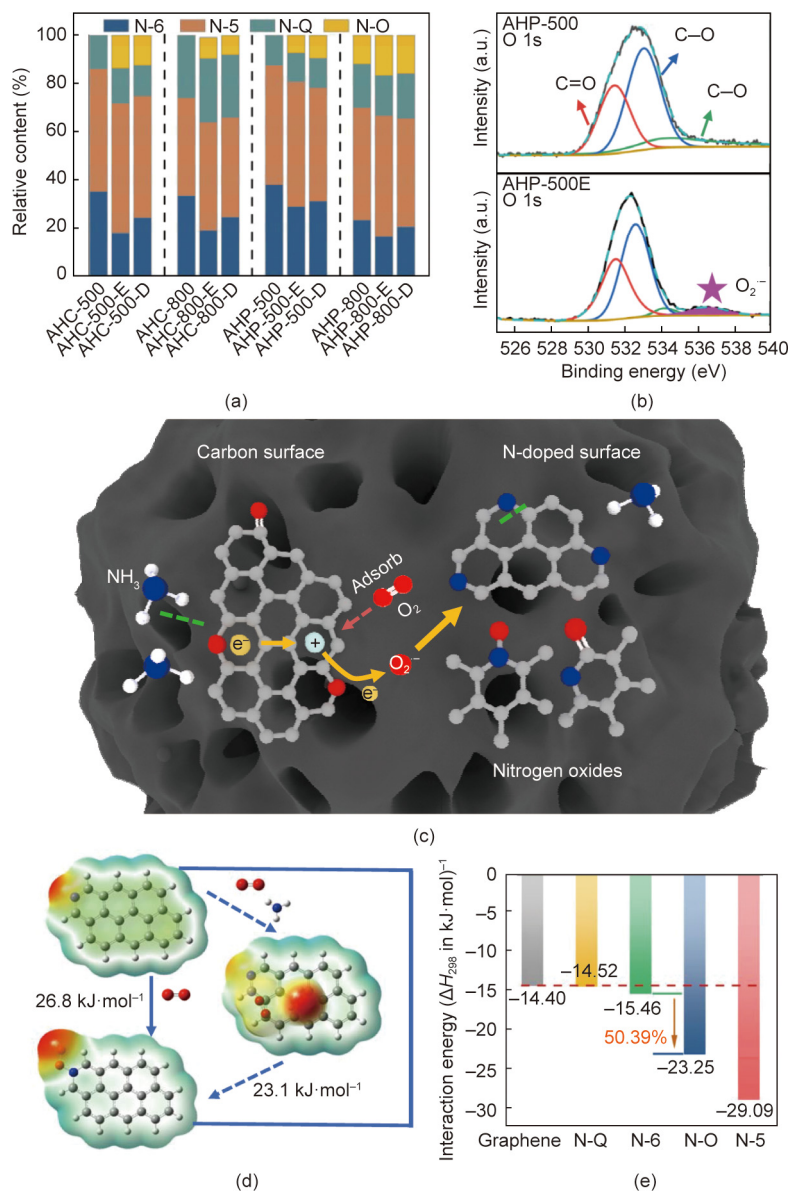 (a)
N-6 N-5 N-Q N-O
Relative content (%)
100
80
60
40
20
0
AHC-500
AHC-500-E
AHC-500-D
AHC-800
AHC-800-E
AHC-800-D
AHP-500
AHP-500-E
AHP-500-D
AHP-800
AHP-800-E
AHP-800-D
(a)
(b)
AHP-500
O 1s
C—O
C=O
C—O
Intensity (a.u.)
AHP-500E
O 1s
O₂·−
Intensity (a.u.)
526 528 530 532 534 536 538 540
Binding energy (eV)
(b)
Carbon surface
N-doped surface
NH₃
Adsorb
O₂
e−
+
O₂·−
e−
Nitrogen oxides
(c)
26.8 kJ·mol⁻¹
23.1 kJ·mol⁻¹
(d)
Interaction energy (ΔH₂₉₈ in kJ·mol)⁻¹
0
−5
−10
−15
−20
−25
−30
−14.40
−14.52
−15.46
50.39%
−23.25
−29.09
Graphene N-Q N-6 N-O N-5
(e)